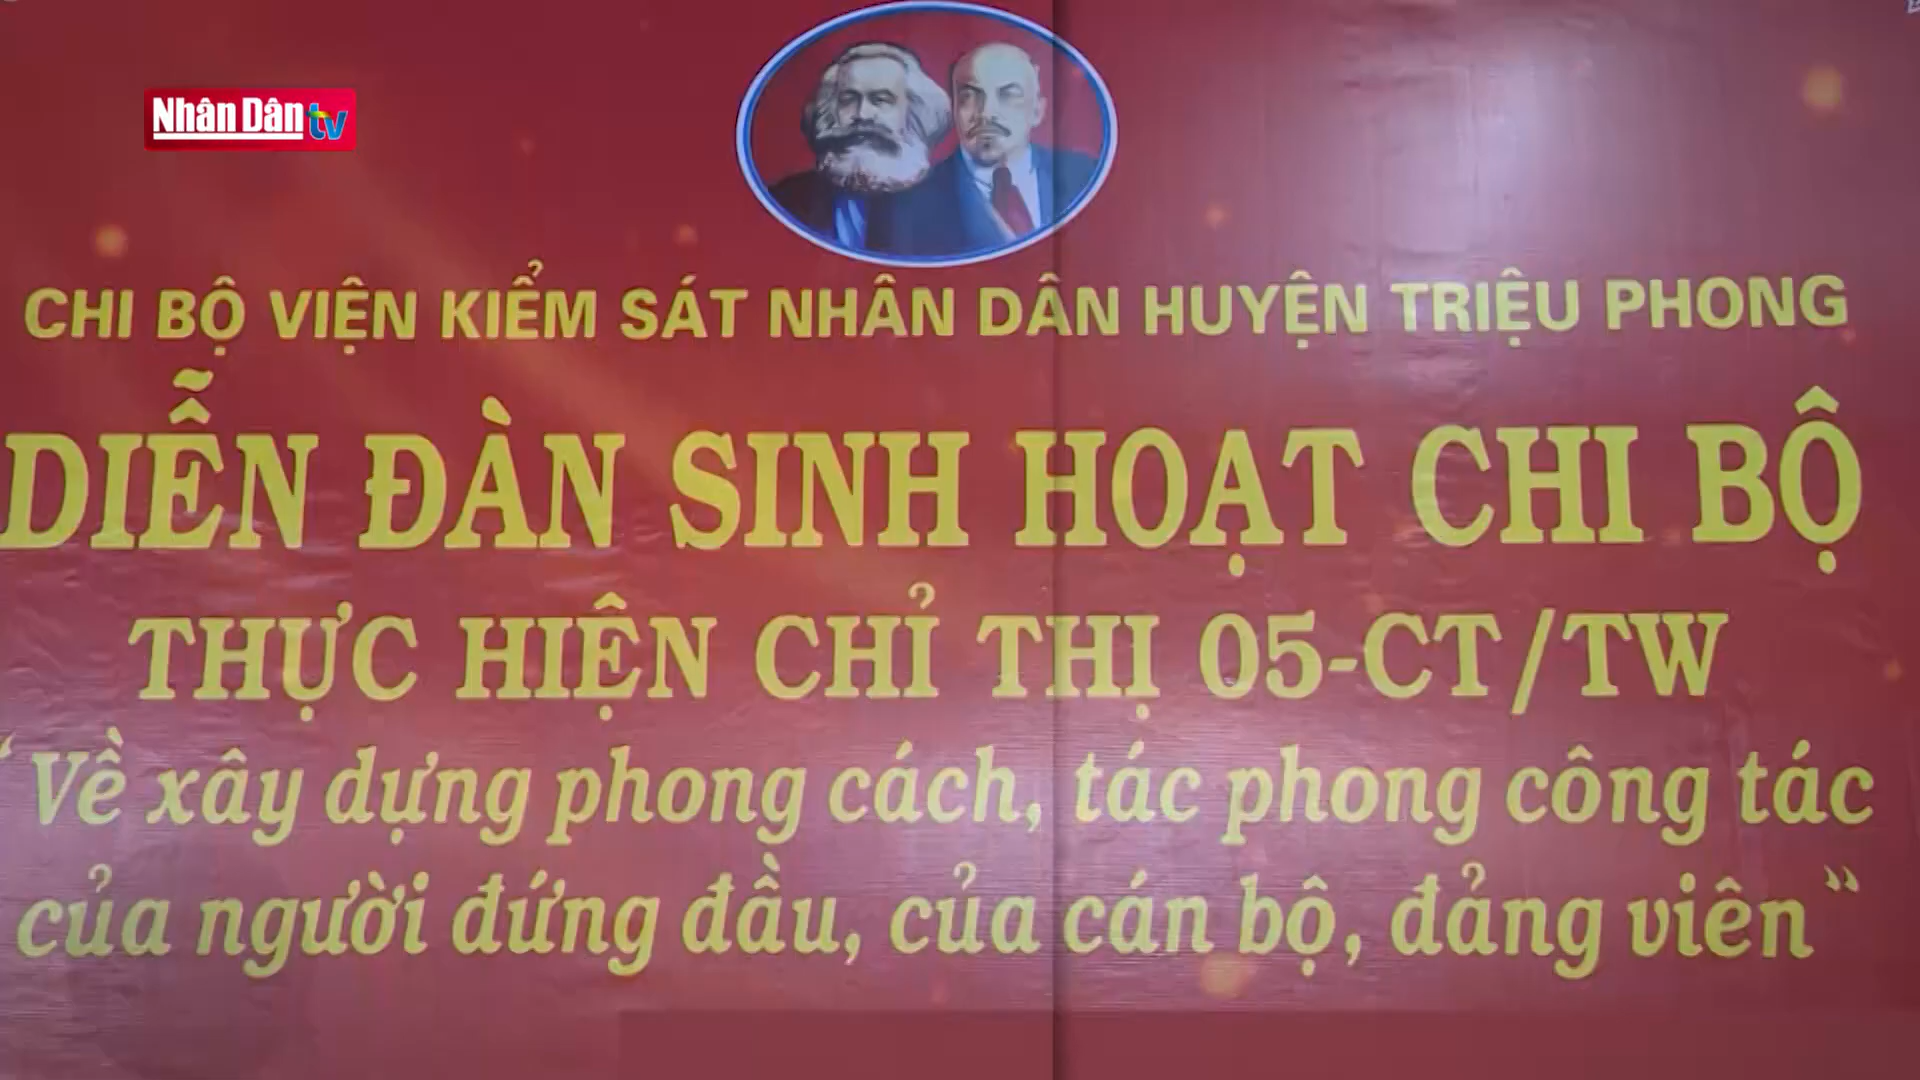 Nhân Dân tv
CHI BỘ VIỆN KIỂM SÁT NHÂN DÂN HUYỆN TRIỆU PHONG
DIỄN ĐÀN SINH HOẠT CHI BỘ
THỰC HIỆN CHỈ THỊ 05-CT/TW
“Về xây dựng phong cách, tác phong công tác
của người đứng đầu, của cán bộ, đảng viên“